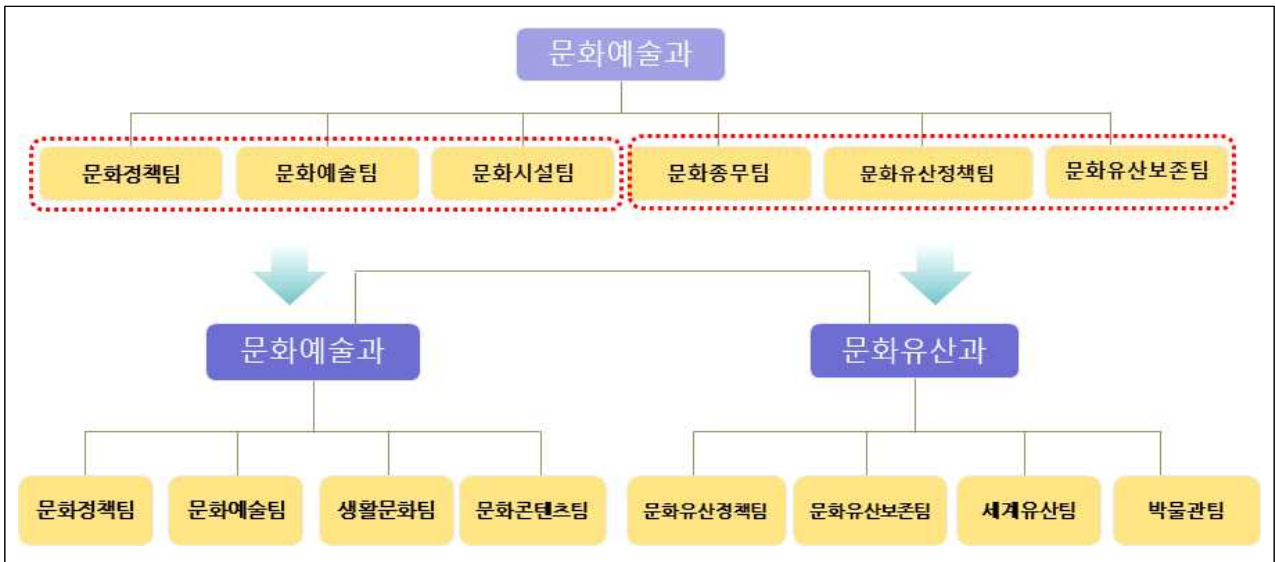 문화예술과
문화정책팀 문화예술팀 문화시설팀 문화종무팀 문화유산정책팀 문화유산보존팀
문화예술과 문화유산과
문화정책팀 문화예술팀 생활문화팀 문화콘텐츠팀 문화유산정책팀 문화유산보존팀 세계유산팀 박물관팀